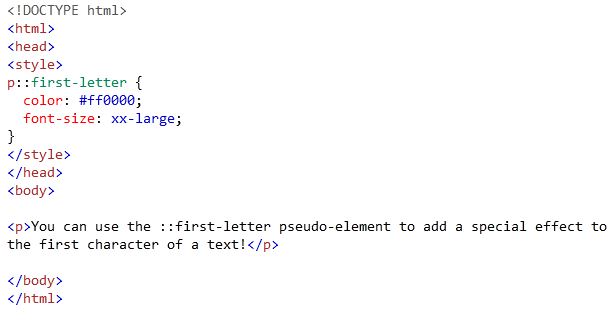 <!DOCTYPE html>
<html>
<head>
<style>
p::first-letter {
  color: #ff0000;
  font-size: xx-large;
}
</style>
</head>
<body>

<p>You can use the ::first-letter pseudo-element to add a special effect to
the first character of a text!</p>

</body>
</html>